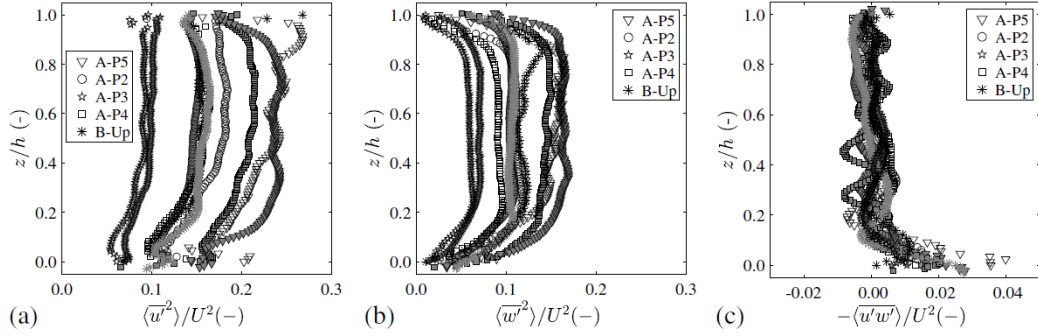 1.0
0.8
0.6
0.4
0.2
0.0
z/h (-)
A-P5
A-P2
A-P3
A-P4
B-Up
0.0 0.1 0.2 0.3
(a) ⟨u′²⟩/U²(−)
1.0
0.8
0.6
0.4
0.2
0.0
z/h (-)
A-P5
A-P2
A-P3
A-P4
B-Up
0.0 0.1 0.2 0.3
(b) ⟨w′²⟩/U²(−)
1.0
0.8
0.6
0.4
0.2
0.0
z/h (-)
A-P5
A-P2
A-P3
A-P4
B-Up
-0.02 0.00 0.02 0.04
(c) −⟨u′w′⟩/U²(−)